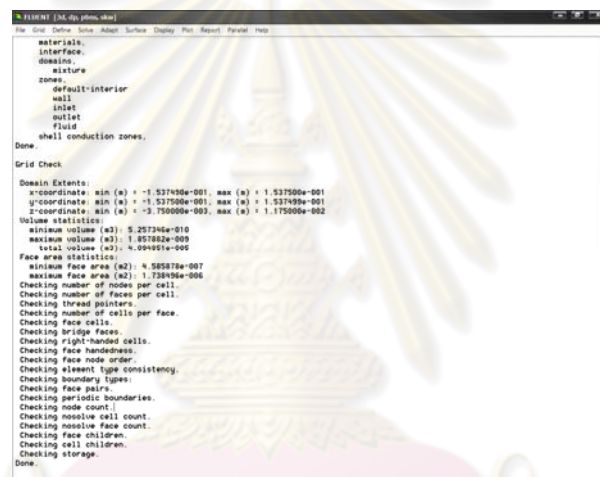 FLUENT [3d, dp, pbns, skw]
File Grid Define Solve Adapt Surface Display Plot Report Parallel Help
materials,
interface,
domains,
mixture
zones,
default-interior
wall
inlet
outlet
fluid
shell conduction zones,
Done.
Grid Check
Domain Extents:
x-coordinate: min (m) = -1.537490e-001, max (m) = 1.537500e-001
y-coordinate: min (m) = -1.537500e-001, max (m) = 1.537499e-001
z-coordinate: min (m) = -3.750000e-003, max (m) = 1.175000e-002
Volume statistics:
minimum volume (m3): 5.257346e-010
maximum volume (m3): 1.857882e-009
total volume (m3): 4.094851e-005
Face area statistics:
minimum face area (m2): 4.585878e-007
maximum face area (m2): 1.738496e-006
Checking number of nodes per cell.
Checking number of faces per cell.
Checking thread pointers.
Checking number of cells per face.
Checking face cells.
Checking bridge faces.
Checking right-handed cells.
Checking face handedness.
Checking face node order.
Checking element type consistency.
Checking boundary types:
Checking face pairs.
Checking periodic boundaries.
Checking node count.
Checking nosolve cell count.
Checking nosolve face count.
Checking face children.
Checking cell children.
Checking storage.
Done.